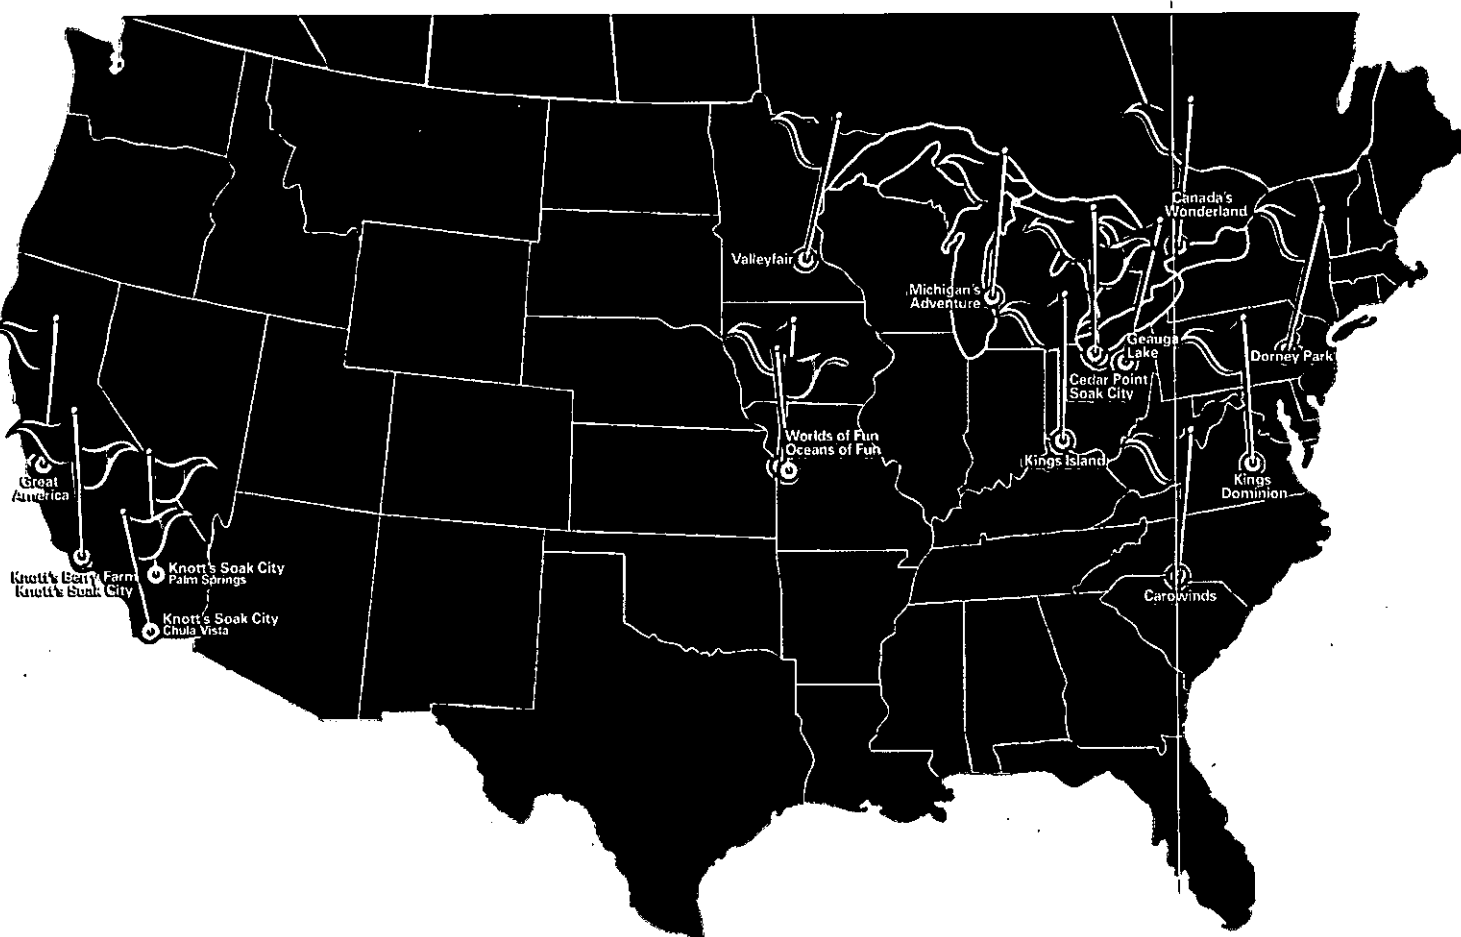 Canada's
Wonderland
Valleyfair
Michigan's
Adventure
Geauga
Lake
Dorney Park
Cedar Point
Soak City
Worlds of Fun
Oceans of Fun
Kings Island
Great
America
Kings
Dominion
Knott's Berry Farm
Knott's Soak City
Knott's Soak City
Palm Springs
Carowinds
Knott's Soak City
Chula Vista